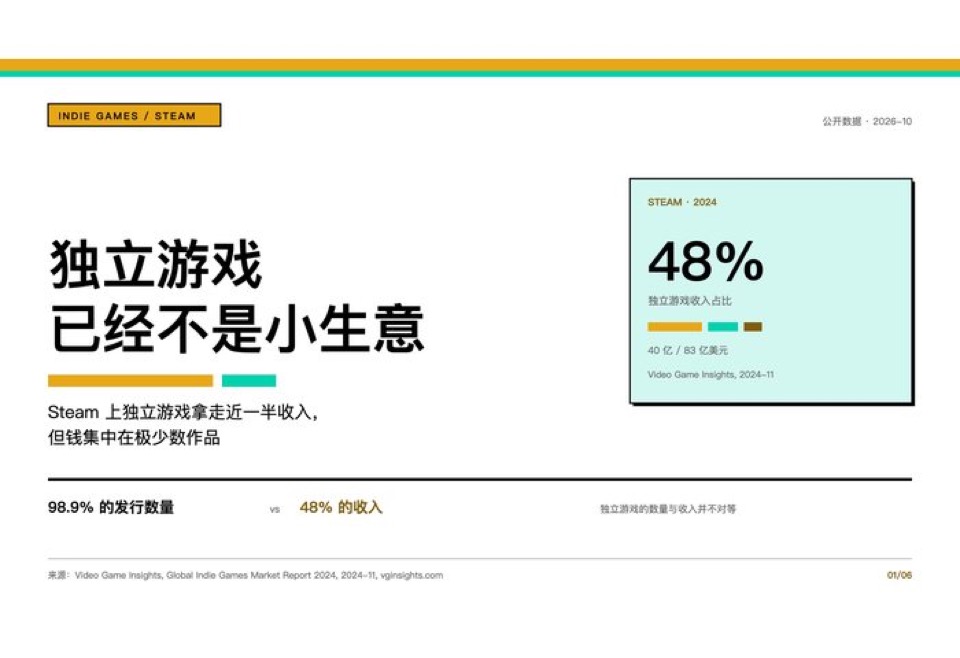 INDIE GAMES / STEAM
公开数据 · 2026-10
独立游戏
已经不是小生意
Steam 上独立游戏拿走近一半收入，
但钱集中在极少数作品
STEAM · 2024
48%
独立游戏收入占比
40 亿 / 83 亿美元
Video Game Insights, 2024-11
98.9% 的发行数量 vs 48% 的收入 独立游戏的数量与收入并不对等
来源：Video Game Insights, Global Indie Games Market Report 2024, 2024-11, vginsights.com
01/06